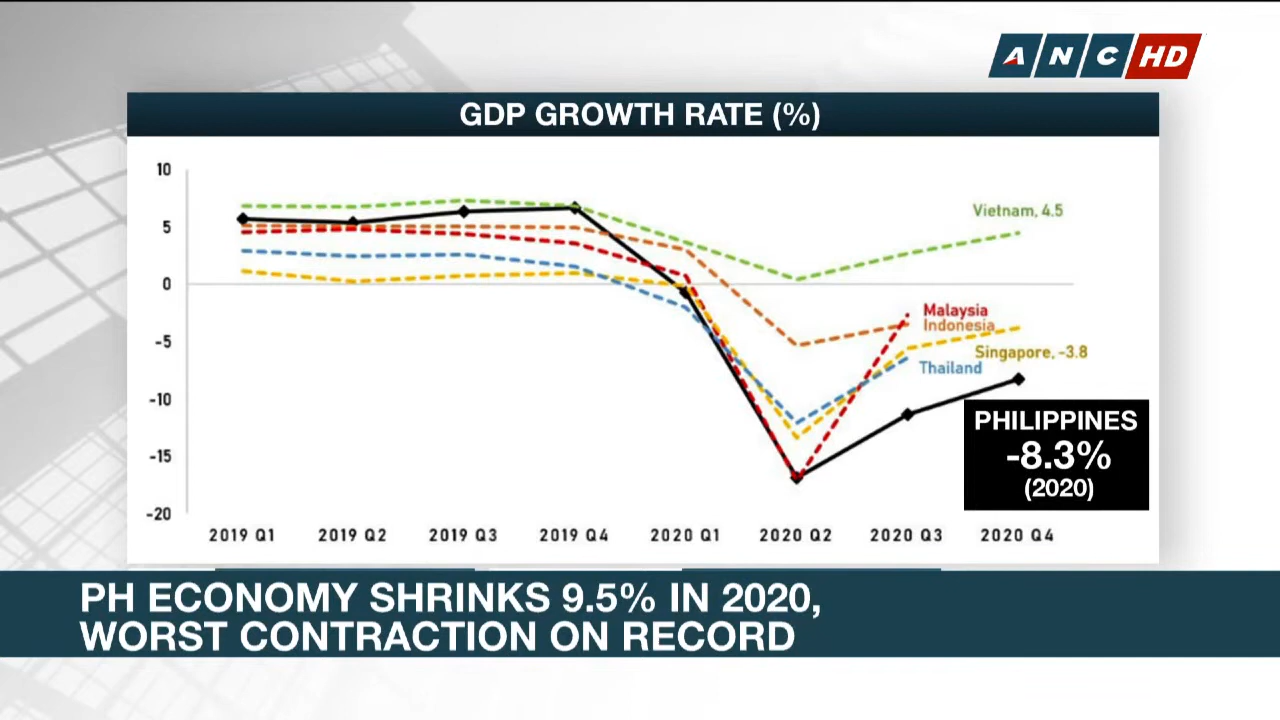 ANC HD
GDP GROWTH RATE (%)
10
5
0
-5
-10
-15
-20
Vietnam, 4.5
Malaysia
Indonesia
Singapore, -3.8
Thailand
PHILIPPINES
-8.3%
(2020)
2019 Q1 2019 Q2 2019 Q3 2019 Q4 2020 Q1 2020 Q2 2020 Q3 2020 Q4
PH ECONOMY SHRINKS 9.5% IN 2020,
WORST CONTRACTION ON RECORD